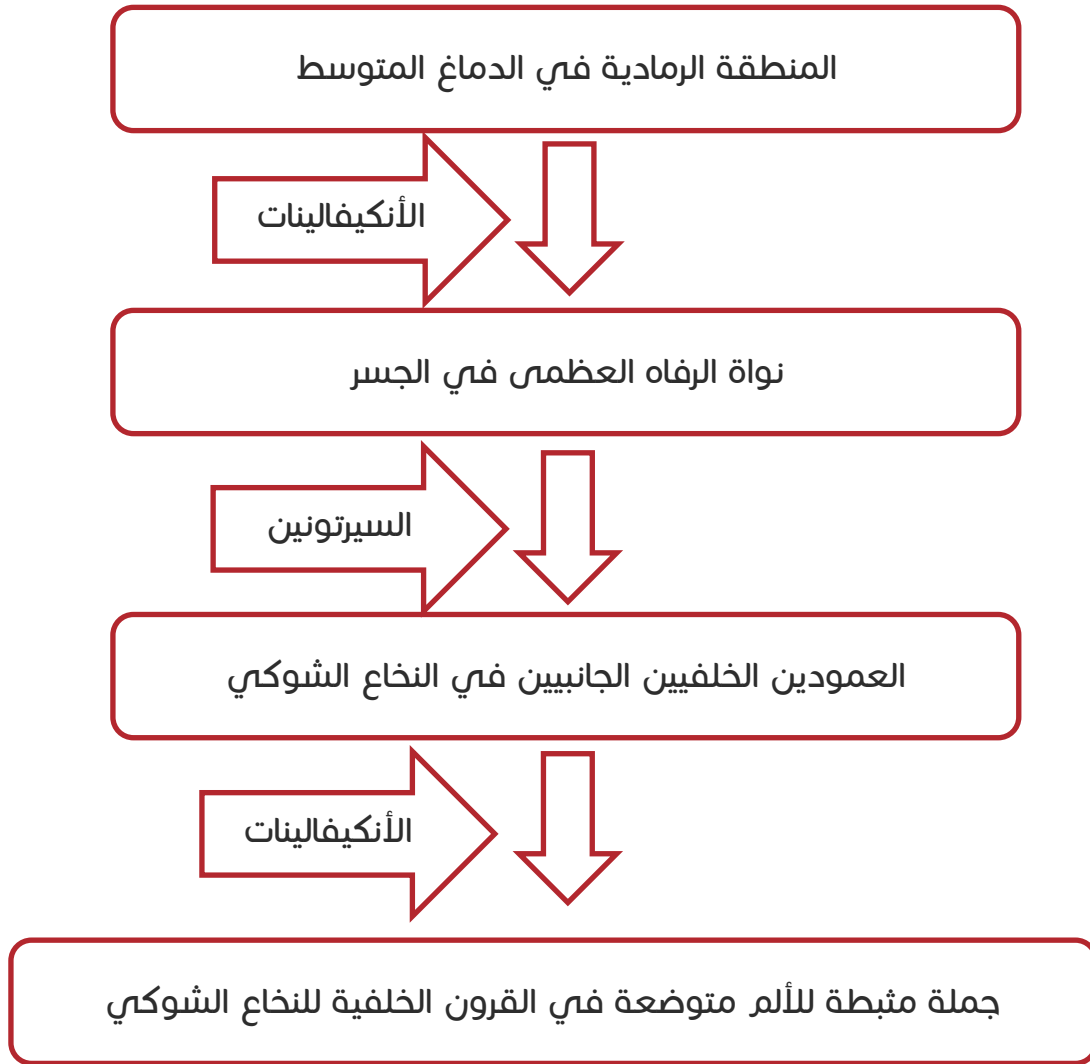 المنطقة الرمادية في الدماغ المتوسط
الأنكيفالينات
نواة الرفاه العظمى في الجسر
السيرتونين
العمودين الخلفيين الجانبيين في النخاع الشوكي
الأنكيفالينات
جملة مثبطة للألم متوضعة في القرون الخلفية للنخاع الشوكي